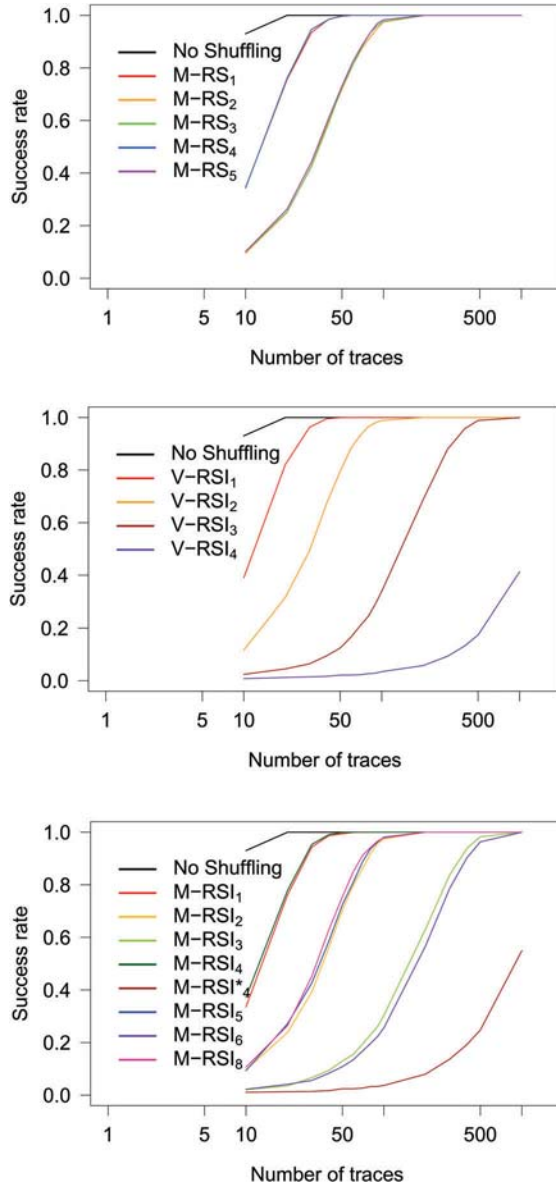 Success rate
1.0
0.8
0.6
0.4
0.2
0.0
No Shuffling
M−RS1
M−RS2
M−RS3
M−RS4
M−RS5
1 5 10 50 500
Number of traces
Success rate
1.0
0.8
0.6
0.4
0.2
0.0
No Shuffling
V−RSI1
V−RSI2
V−RSI3
V−RSI4
1 5 10 50 500
Number of traces
Success rate
1.0
0.8
0.6
0.4
0.2
0.0
No Shuffling
M−RSI1
M−RSI2
M−RSI3
M−RSI4
M−RSI*4
M−RSI5
M−RSI6
M−RSI8
1 5 10 50 500
Number of traces